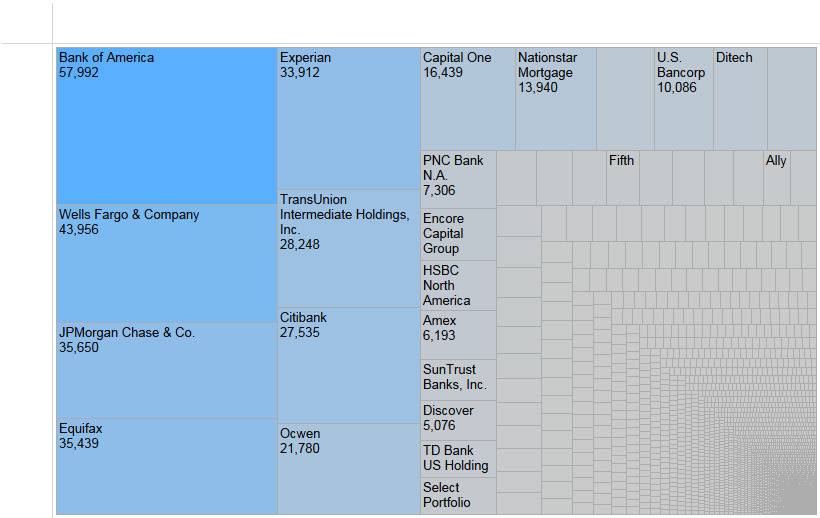 Bank of America
57,992
Wells Fargo & Company
43,956
JPMorgan Chase & Co.
35,650
Equifax
35,439
Experian
33,912
TransUnion
Intermediate Holdings,
Inc.
28,248
Citibank
27,535
Ocwen
21,780
Capital One
16,439
Nationstar
Mortgage
13,940
U.S.
Bancorp
10,086
Ditech
PNC Bank
N.A.
7,306
Fifth
Ally
Encore
Capital
Group
HSBC
North
America
Amex
6,193
SunTrust
Banks, Inc.
Discover
5,076
TD Bank
US Holding
Select
Portfolio